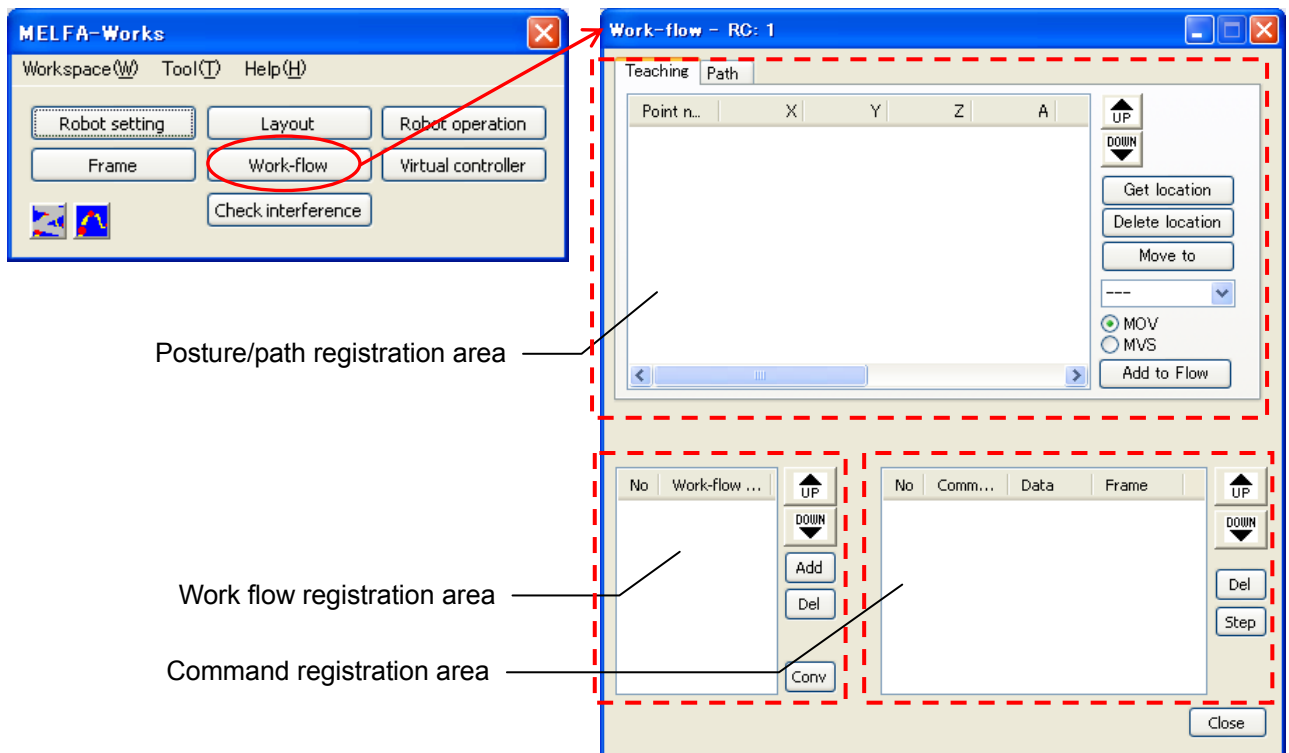 MELFA-Works
Workspace(W) Tool(T) Help(H)
Robot setting Layout Robot operation
Frame Work-flow Virtual controller
Check interference
Work-flow - RC: 1
Teaching Path
Point n... X Y Z A
UP
DOWN
Get location
Delete location
Move to
---
MOV
MVS
Add to Flow
Posture/path registration area
No Work-flow ...
UP
DOWN
Add
Del
Conv
No Comm... Data Frame
UP
DOWN
Del
Step
Work flow registration area
Command registration area
Close